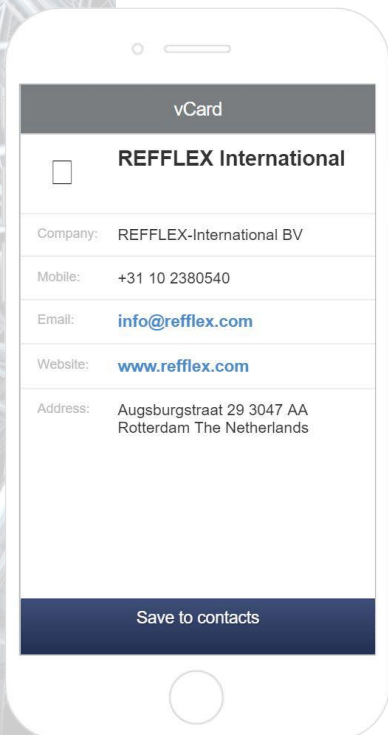 vCard
REFFLEX International
Company: REFFLEX-International BV
Mobile: +31 10 2380540
Email: info@refflex.com
Website: www.refflex.com
Address: Augsburgstraat 29 3047 AA
Rotterdam The Netherlands
Save to contacts